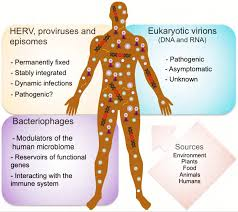 HERV, proviruses and
episomes
- Permanently fixed
- Stably integrated
- Dynamic infections
- Pathogenic?
Eukaryotic virions
(DNA and RNA)
- Pathogenic
- Asymptomatic
- Unknown
Bacteriophages
- Modulators of the
human microbiome
- Reservoirs of functional
genes
- Interacting with the
immune system
Sources
Environment
Plants
Food
Animals
Humans